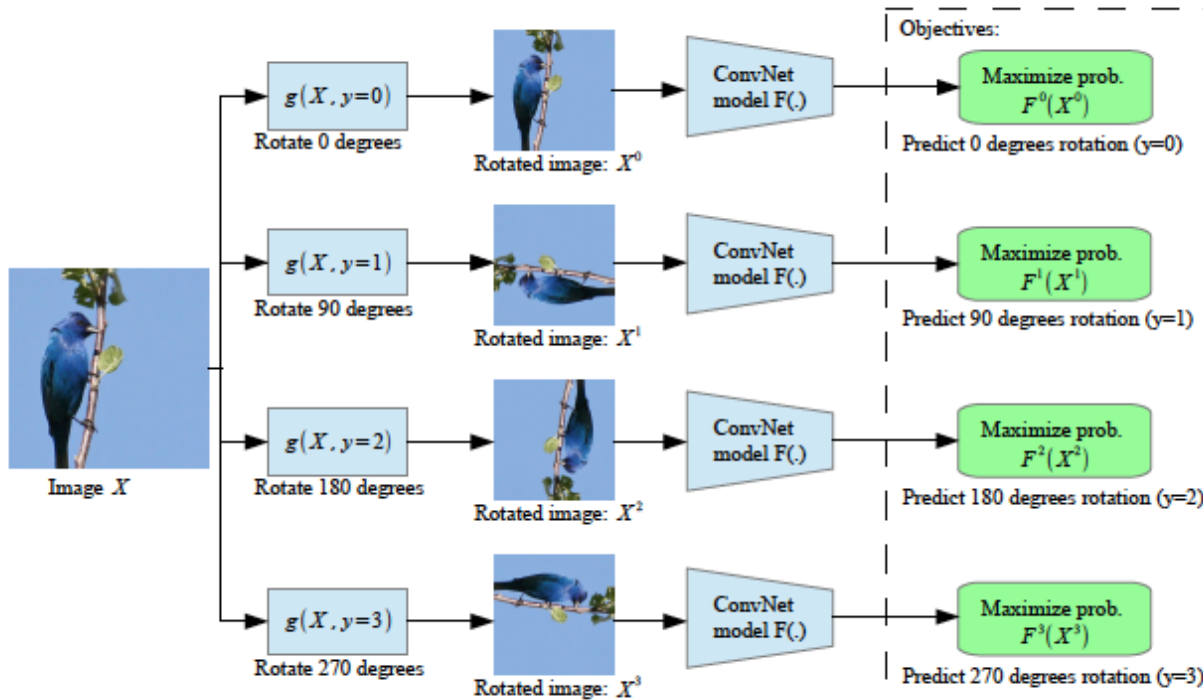 Objectives:
g(X, y=0)
Rotate 0 degrees
Rotated image: X⁰
ConvNet
model F(.)
Maximize prob.
F⁰(X⁰)
Predict 0 degrees rotation (y=0)
g(X, y=1)
Rotate 90 degrees
Rotated image: X¹
ConvNet
model F(.)
Maximize prob.
F¹(X¹)
Predict 90 degrees rotation (y=1)
Image X
g(X, y=2)
Rotate 180 degrees
Rotated image: X²
ConvNet
model F(.)
Maximize prob.
F²(X²)
Predict 180 degrees rotation (y=2)
g(X, y=3)
Rotate 270 degrees
Rotated image: X³
ConvNet
model F(.)
Maximize prob.
F³(X³)
Predict 270 degrees rotation (y=3)